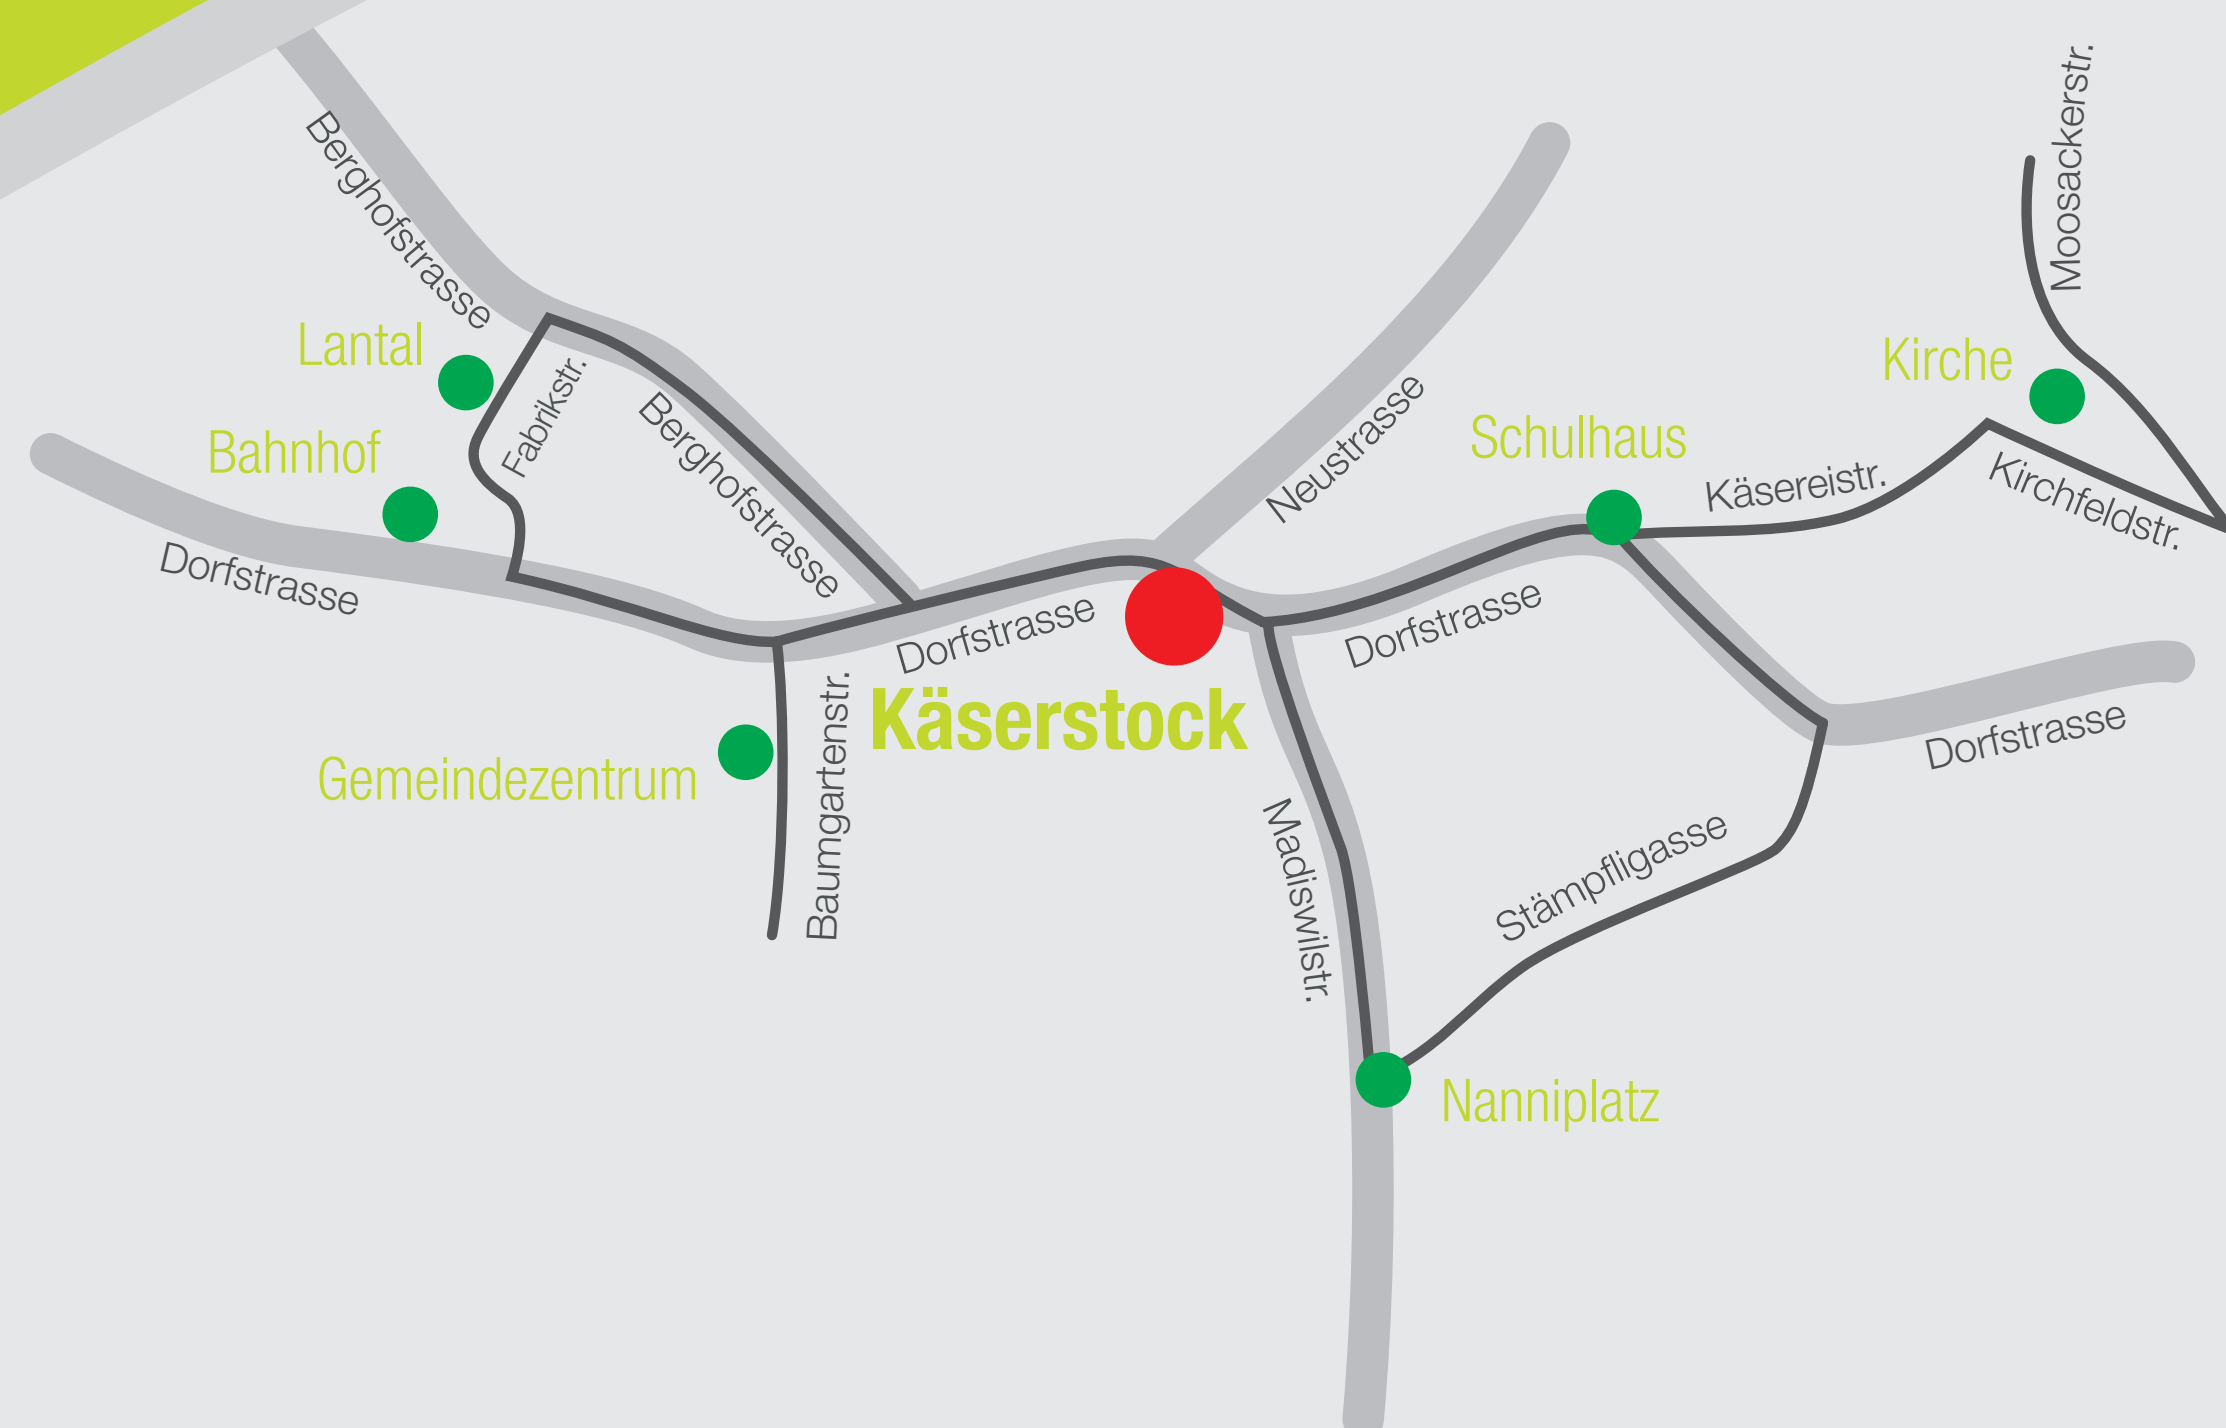 Moosackerstr.
Berghofstrasse
Lantal
Kirche
Fabrikstr.
Bahnhof
Neustrasse
Schulhaus
Berghofstrasse
Käsereistr.
Kirchfeldstr.
Dorfstrasse
Dorfstrasse
Dorfstrasse
Käserstock
Dorfstrasse
Gemeindezentrum
Baumgartenstr.
Madiswilstr.
Stämpfligasse
Nanniplatz